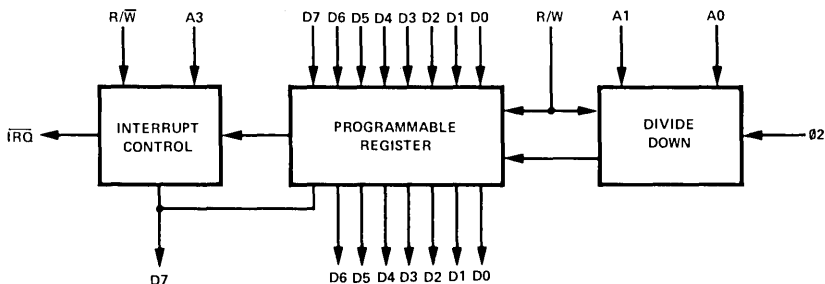 R/W̅ A3 D7 D6 D5 D4 D3 D2 D1 D0 R/W A1 A0
I̅R̅Q̅ INTERRUPT CONTROL PROGRAMMABLE REGISTER DIVIDE DOWN Ø2
D7 D6 D5 D4 D3 D2 D1 D0